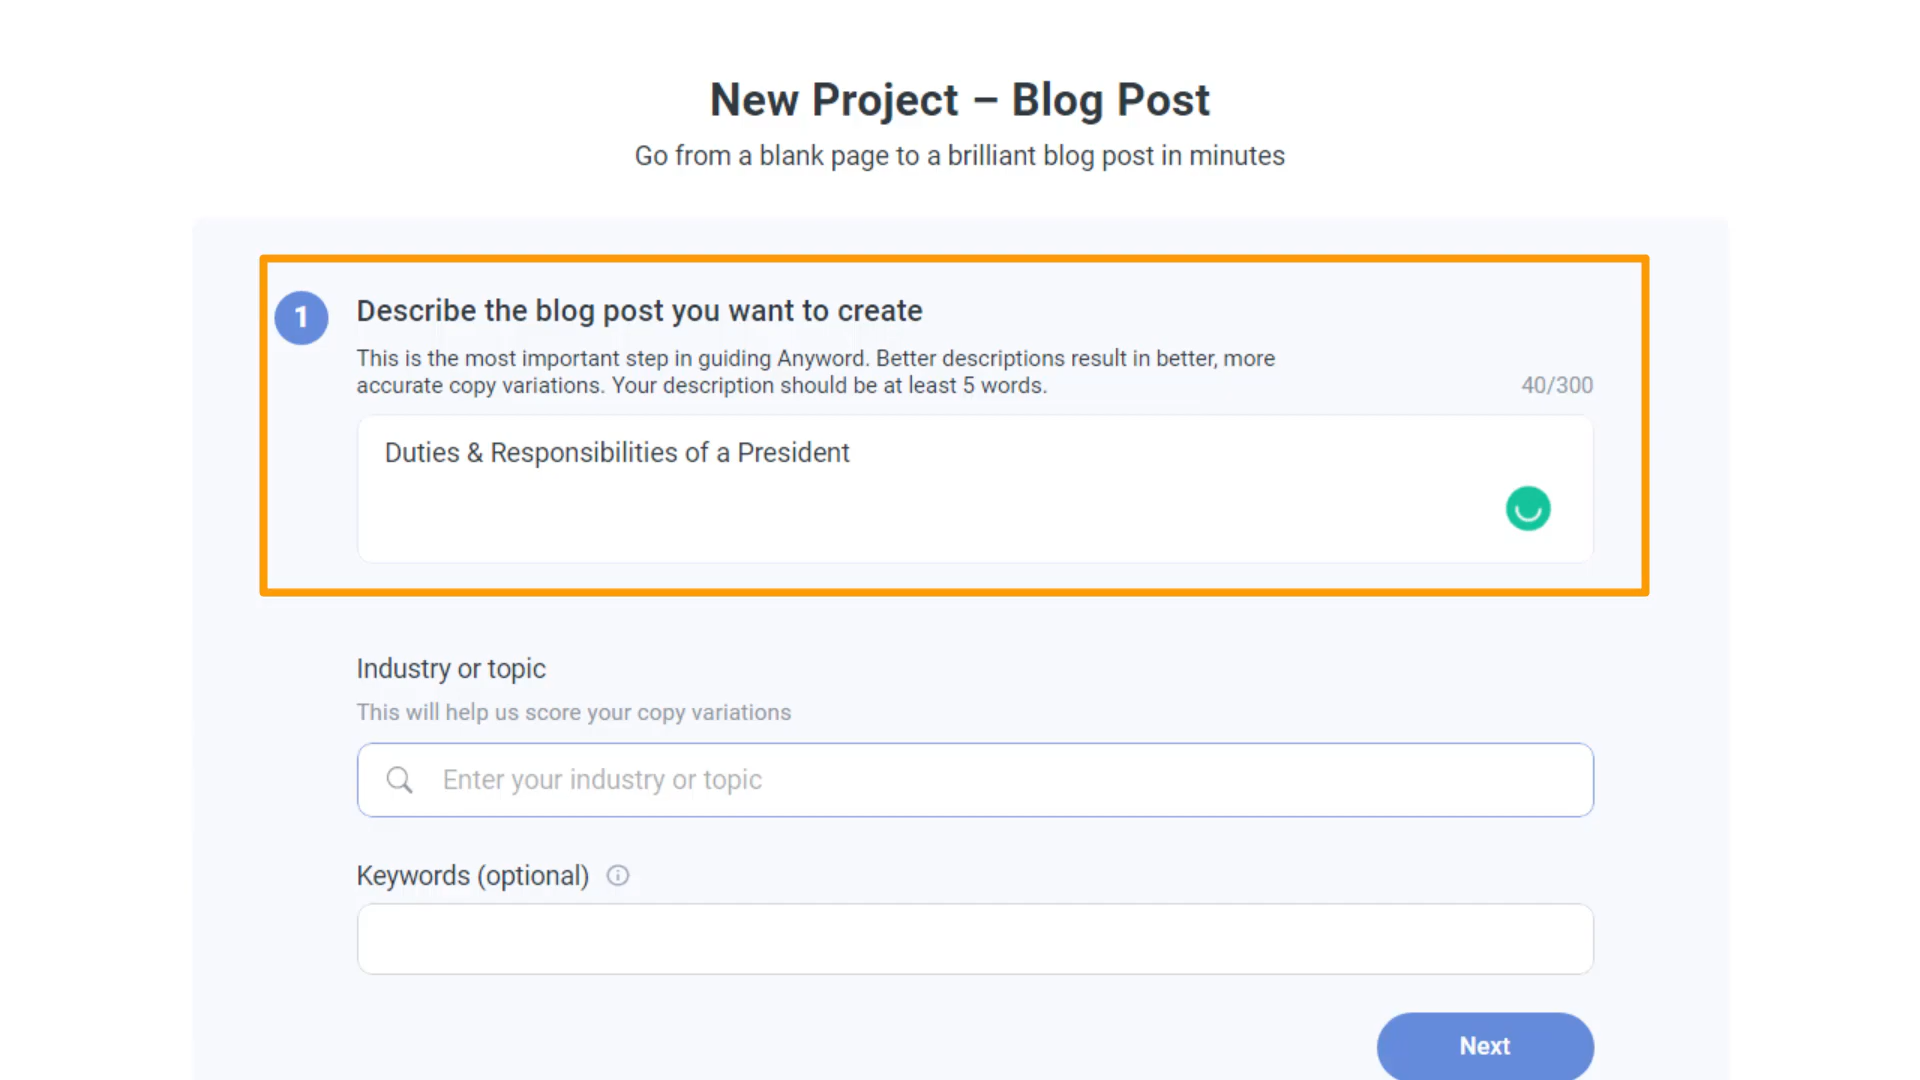 New Project – Blog Post
Go from a blank page to a brilliant blog post in minutes
1
Describe the blog post you want to create
This is the most important step in guiding Anyword. Better descriptions result in better, more
accurate copy variations. Your description should be at least 5 words.
40/300
Duties & Responsibilities of a President
Industry or topic
This will help us score your copy variations
Enter your industry or topic
Keywords (optional)
Next